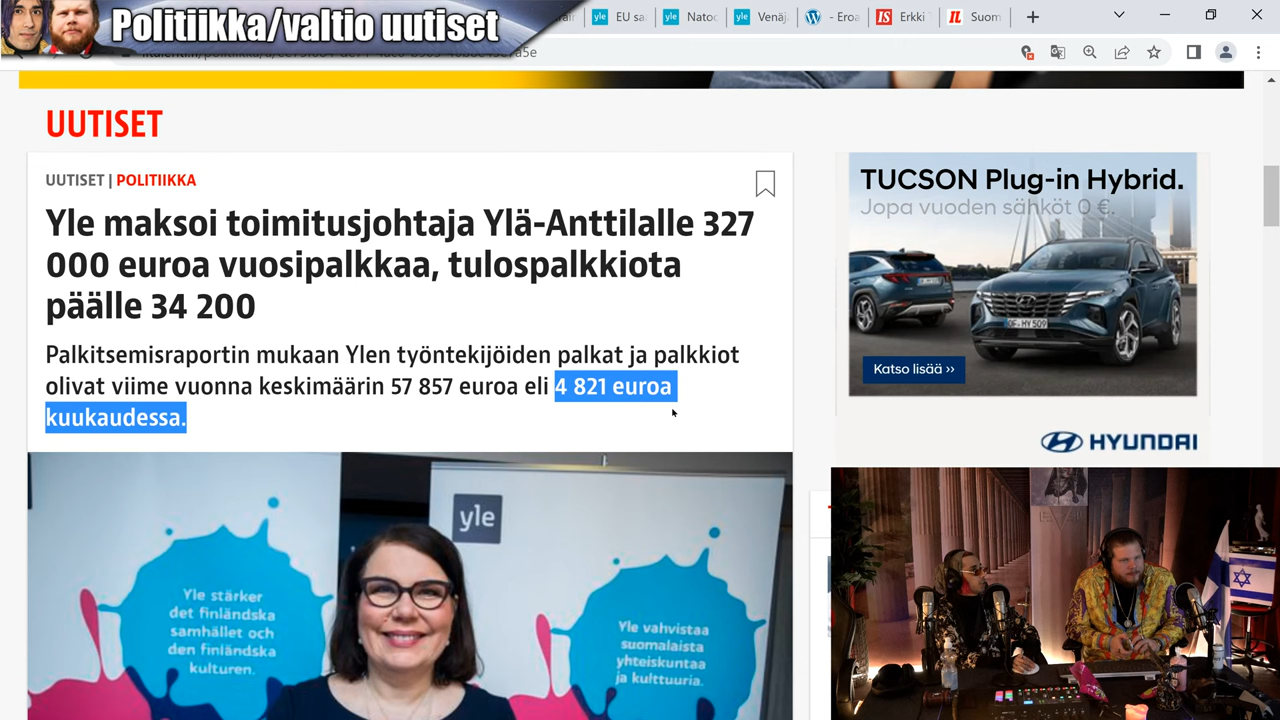 Politiikka/valtio uutiset
EU sa
Nato
Venäj
- Eroa
Erkki
Suom
UUTISET
UUTISET | POLITIIKKA
Yle maksoi toimitusjohtaja Ylä-Anttilalle 327
000 euroa vuosipalkkaa, tulospalkkiota
päälle 34 200
Palkitsemisraportin mukaan Ylen työntekijöiden palkat ja palkkiot
olivat viime vuonna keskimäärin 57 857 euroa eli 4 821 euroa
kuukaudessa.
yle
Yle stärker
det finländska
samhället och
den finländska
kulturen.
Yle vahvistaa
suomalaista
yhteiskuntaa
ja kulttuuria.
TUCSON Plug-in Hybrid.
Jopa vuoden sähköt 0 €.
OF·HY 509
Katso lisää ››
HYUNDAI